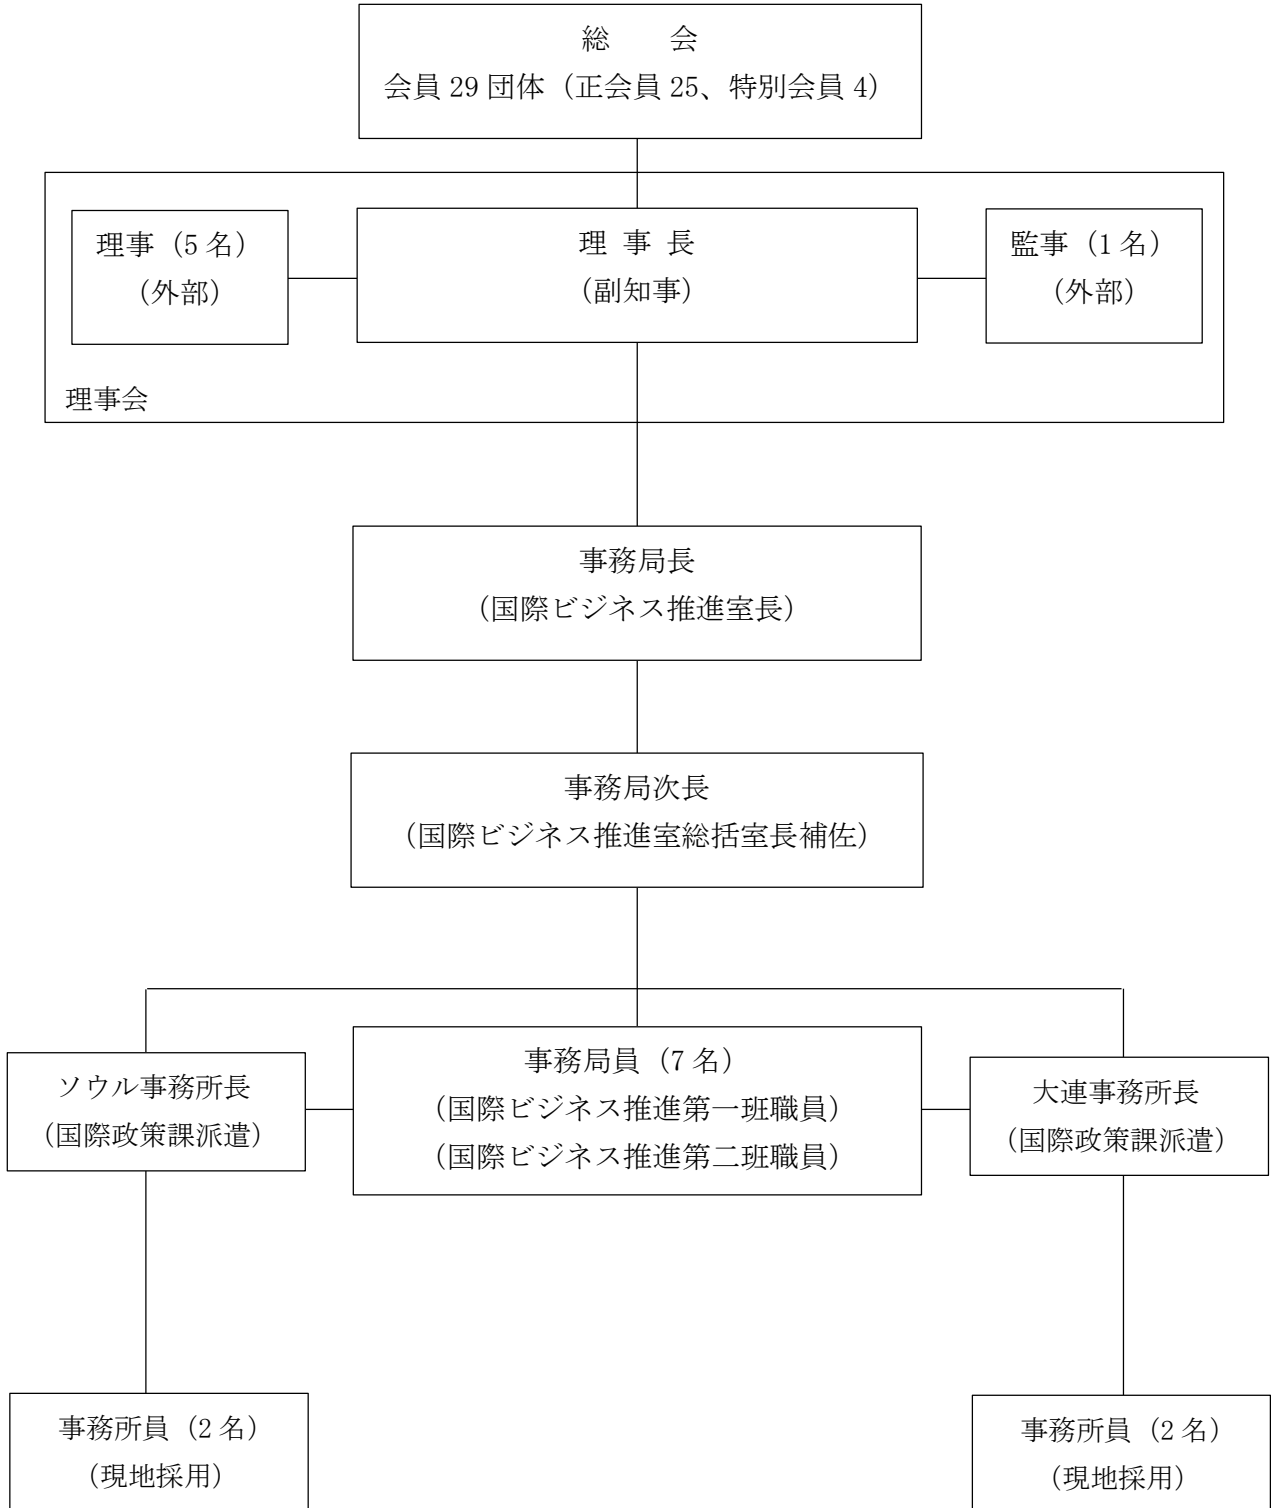 総　　会
会員 29 団体（正会員 25、特別会員 4）
理事（5 名）
（外部）
理 事 長
（副知事）
監事（1 名）
（外部）
理事会
事務局長
（国際ビジネス推進室長）
事務局次長
（国際ビジネス推進室総括室長補佐）
ソウル事務所長
（国際政策課派遣）
事務局員（7 名）
（国際ビジネス推進第一班職員）
（国際ビジネス推進第二班職員）
大連事務所長
（国際政策課派遣）
事務所員（2 名）
（現地採用）
事務所員（2 名）
（現地採用）